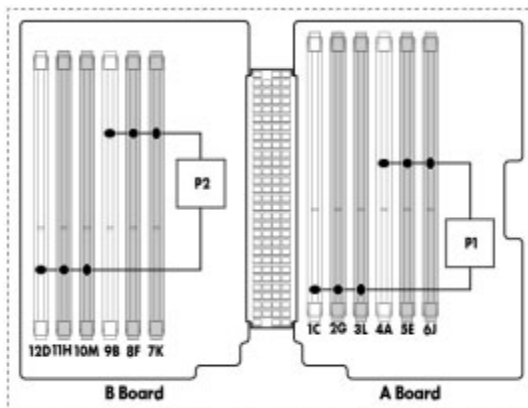 P2
P1
12D 11H 10M 9B 8F 7K
1C 2G 3L 4A 5E 6J
B Board
A Board